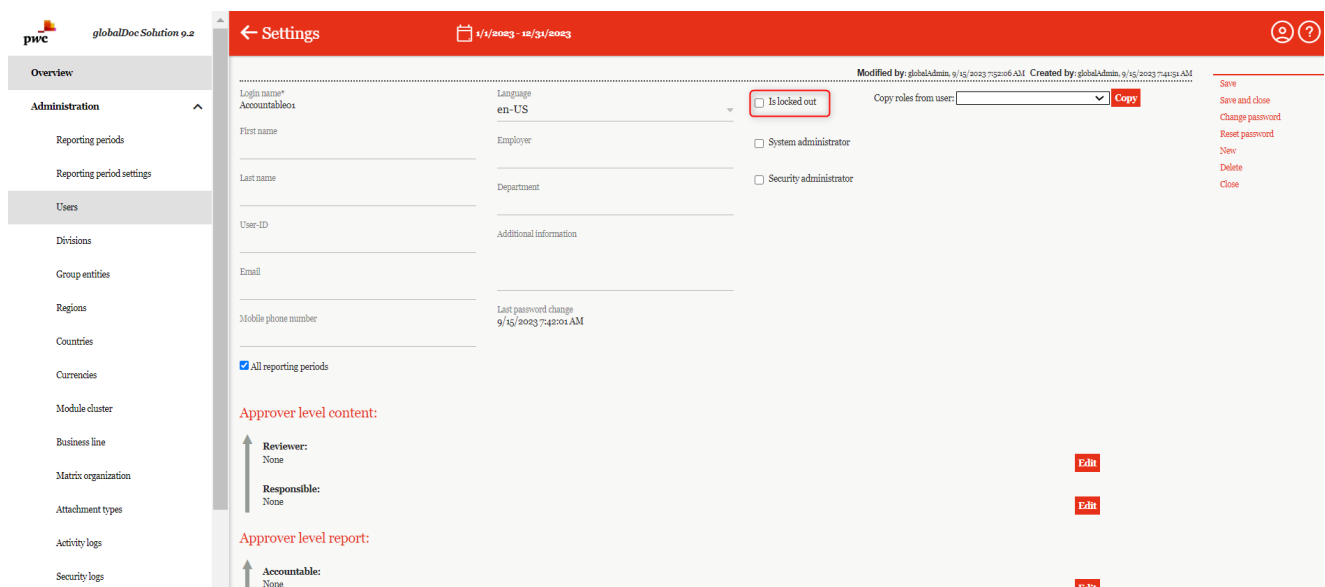 pwc
globalDoc Solution 9.2
Settings
1/1/2023 - 12/31/2023
?
Overview
Administration
Reporting periods
Reporting period settings
Users
Divisions
Group entities
Regions
Countries
Currencies
Module cluster
Business line
Matrix organization
Attachment types
Activity logs
Security logs
Modified by: globalAdmin, 9/15/2023 7:52:06 AM Created by: globalAdmin, 9/15/2023 7:41:51 AM
Login name*
Accountable01
First name
Last name
User-ID
Email
Mobile phone number
All reporting periods
Language
en-US
Employer
Department
Additional information
Last password change
9/15/2023 7:42:01 AM
Is locked out
System administrator
Security administrator
Copy roles from user:
Copy
Save
Save and close
Change password
Reset password
New
Delete
Close
Approver level content:
Reviewer:
None
Edit
Responsible:
None
Edit
Approver level report:
Accountable:
None
Edit